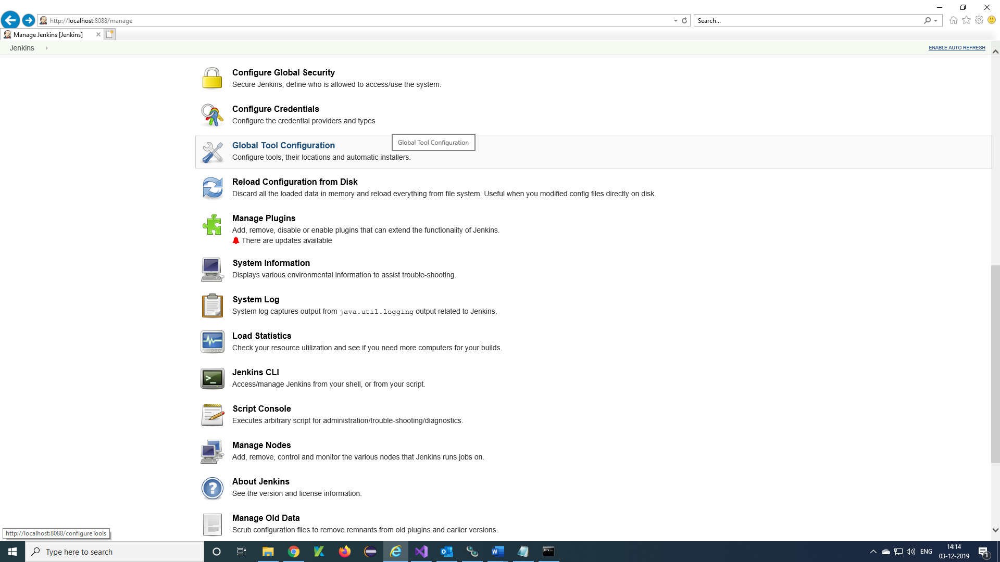 http://localhost:8088/manage
Search...
Manage Jenkins [Jenkins]
Jenkins
ENABLE AUTO REFRESH
Configure Global Security
Secure Jenkins; define who is allowed to access/use the system.
Configure Credentials
Configure the credential providers and types
Global Tool Configuration
Global Tool Configuration
Configure tools, their locations and automatic installers.
Reload Configuration from Disk
Discard all the loaded data in memory and reload everything from file system. Useful when you modified config files directly on disk.
Manage Plugins
Add, remove, disable or enable plugins that can extend the functionality of Jenkins.
There are updates available
System Information
Displays various environmental information to assist trouble-shooting.
System Log
System log captures output from java.util.logging output related to Jenkins.
Load Statistics
Check your resource utilization and see if you need more computers for your builds.
Jenkins CLI
Access/manage Jenkins from your shell, or from your script.
Script Console
Executes arbitrary script for administration/trouble-shooting/diagnostics.
Manage Nodes
Add, remove, control and monitor the various nodes that Jenkins runs jobs on.
About Jenkins
See the version and license information.
Manage Old Data
Scrub configuration files to remove remnants from old plugins and earlier versions.
http://localhost:8088/configureTools
Type here to search
ENG
14:14
03-12-2019
1